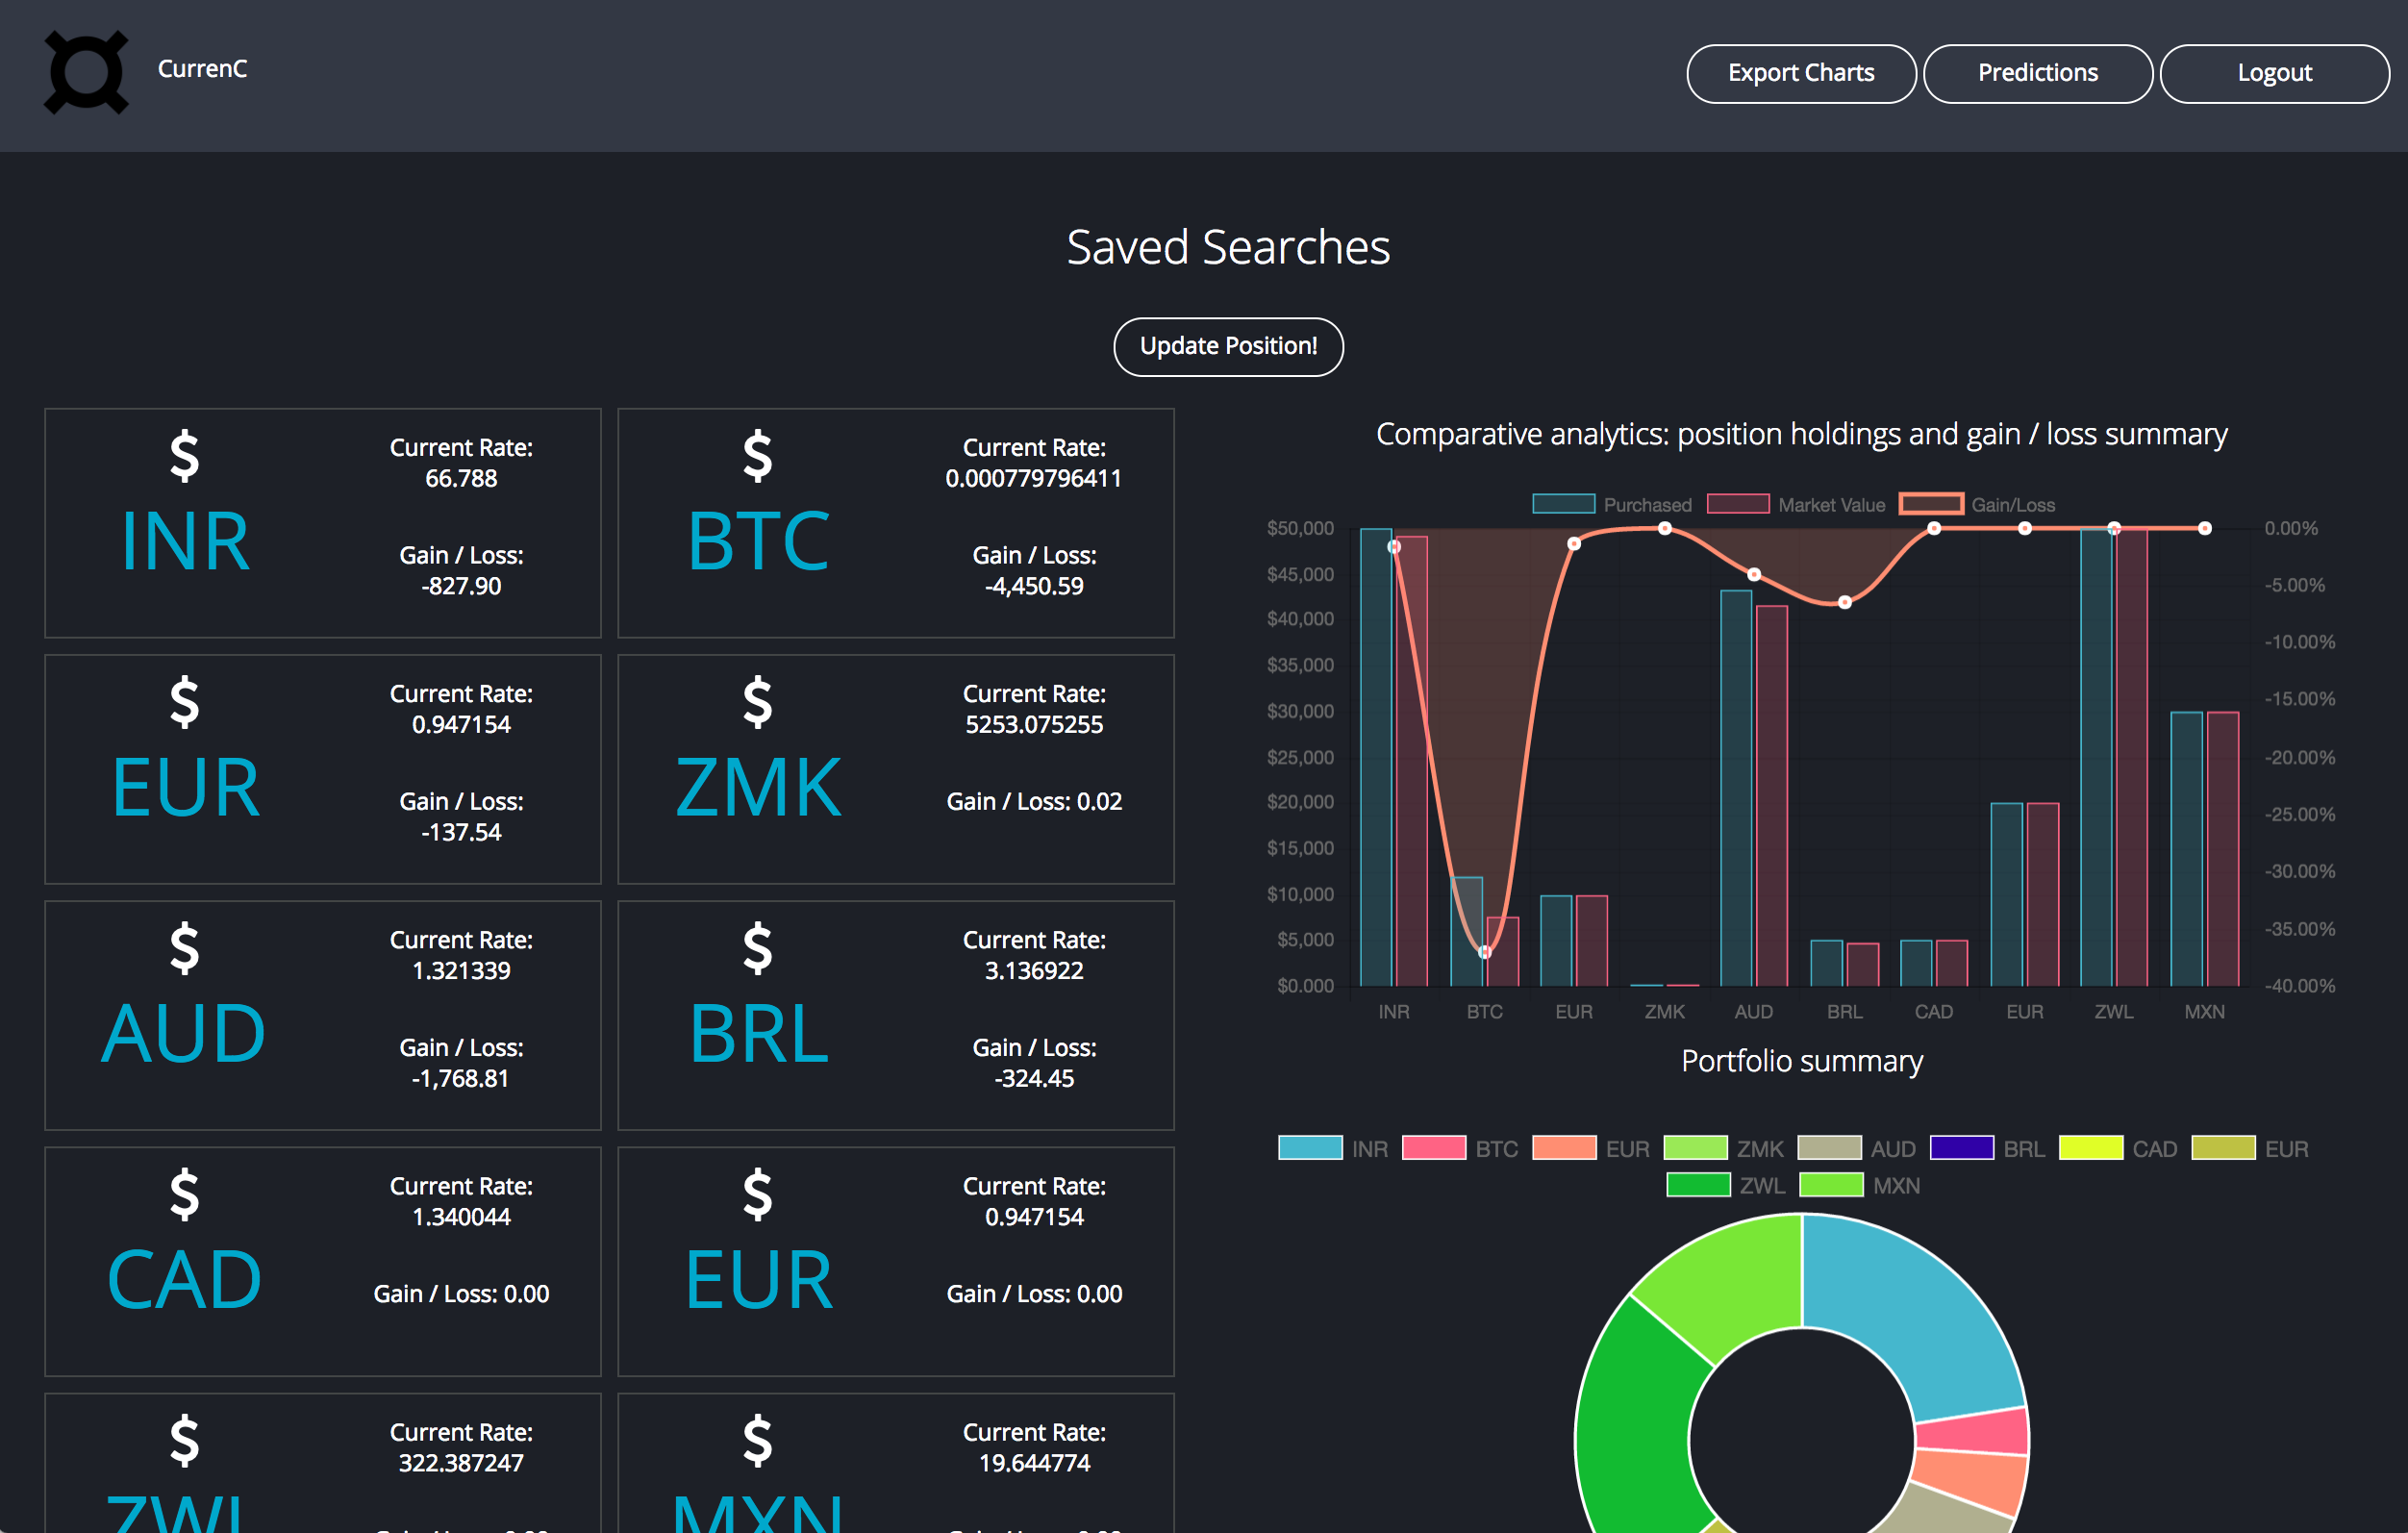 CurrenC
Export Charts
Predictions
Logout
Saved Searches
Update Position!
$
INR
Current Rate:
66.788
Gain / Loss:
-827.90
$
BTC
Current Rate:
0.000779796411
Gain / Loss:
-4,450.59
$
EUR
Current Rate:
0.947154
Gain / Loss:
-137.54
$
ZMK
Current Rate:
5253.075255
Gain / Loss: 0.02
$
AUD
Current Rate:
1.321339
Gain / Loss:
-1,768.81
$
BRL
Current Rate:
3.136922
Gain / Loss:
-324.45
$
CAD
Current Rate:
1.340044
Gain / Loss: 0.00
$
EUR
Current Rate:
0.947154
Gain / Loss: 0.00
$
ZWL
Current Rate:
322.387247
$
MXN
Current Rate:
19.644774
Comparative analytics: position holdings and gain / loss summary
Purchased Market Value Gain/Loss
$50,000
$45,000
$40,000
$35,000
$30,000
$25,000
$20,000
$15,000
$10,000
$5,000
$0.000
0.00%
-5.00%
-10.00%
-15.00%
-20.00%
-25.00%
-30.00%
-35.00%
-40.00%
INR BTC EUR ZMK AUD BRL CAD EUR ZWL MXN
Portfolio summary
INR BTC EUR ZMK AUD BRL CAD EUR
ZWL MXN